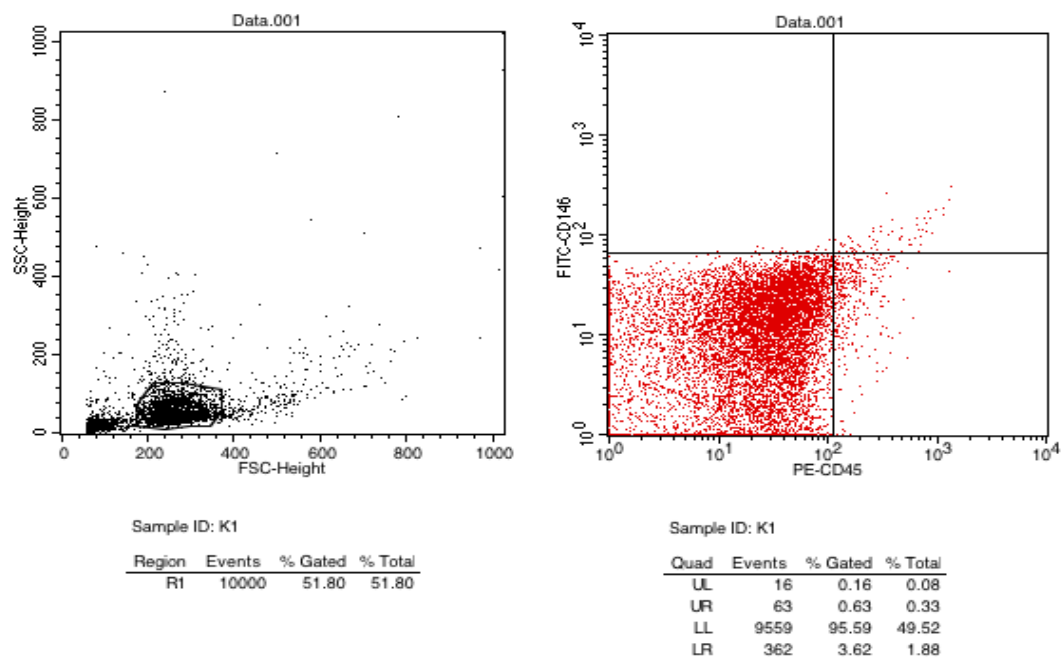 Data.001
1000
800
600
400
200
0
SSC-Height
0 200 400 600 800 1000
FSC-Height
Sample ID: K1
Region Events % Gated % Total
R1 10000 51.80 51.80
Data.001
10^4
10^3
10^2
10^1
10^0
FITC-CD146
10^0 10^1 10^2 10^3 10^4
PE-CD45
Sample ID: K1
Quad Events % Gated % Total
UL 16 0.16 0.08
UR 63 0.63 0.33
LL 9559 95.59 49.52
LR 362 3.62 1.88